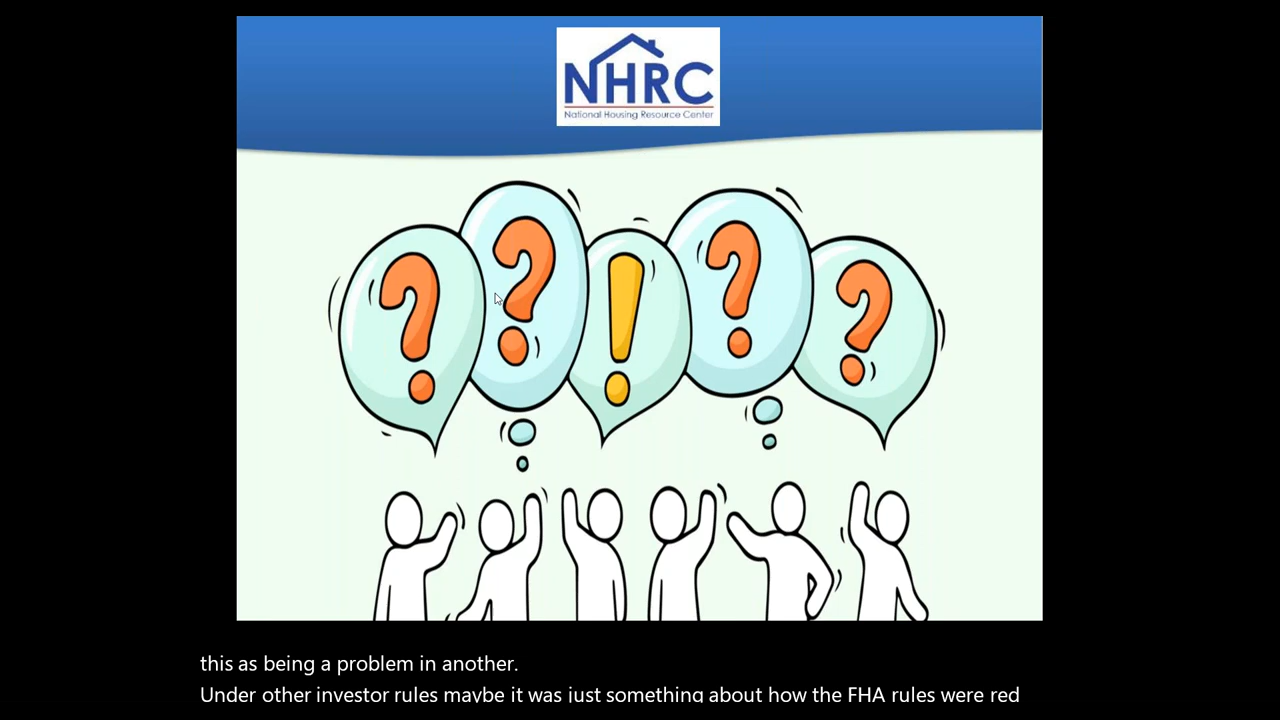 NHRC
National Housing Resource Center
? ? ! ? ?
this as being a problem in another.
Under other investor rules maybe it was just something about how the FHA rules were red